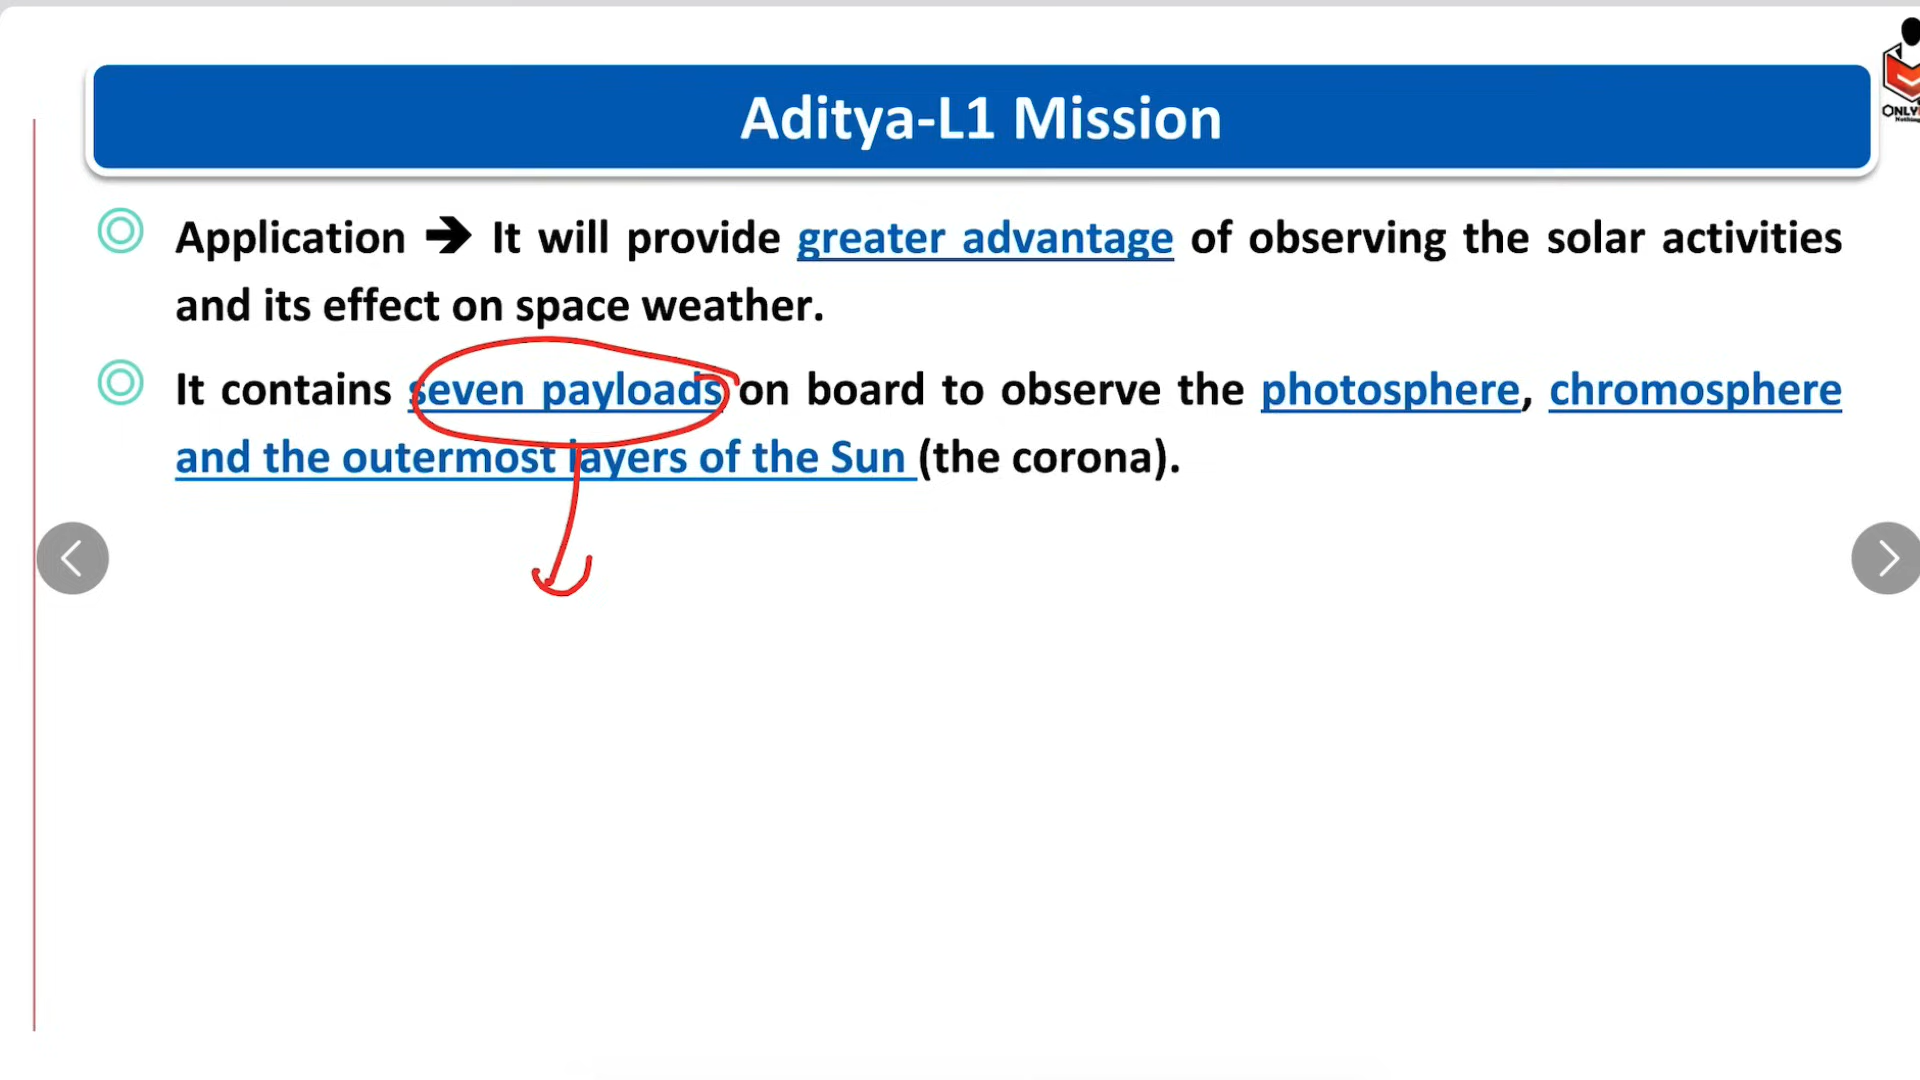 Aditya-L1 Mission
Application ➔ It will provide greater advantage of observing the solar activities
and its effect on space weather.
It contains seven payloads on board to observe the photosphere, chromosphere
and the outermost layers of the Sun (the corona).
ONLY
Nothing